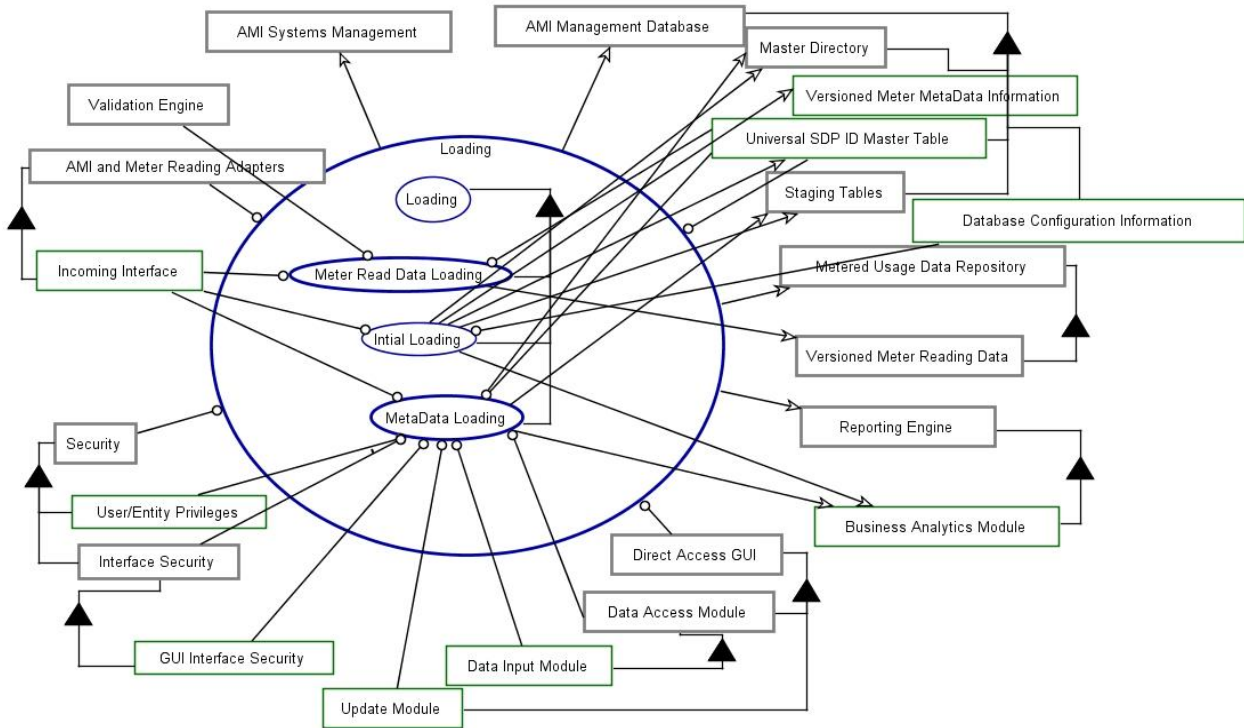 AMI Systems Management
AMI Management Database
Master Directory
Validation Engine
Versioned Meter MetaData Information
Loading
Universal SDP ID Master Table
AMI and Meter Reading Adapters
Loading
Staging Tables
Database Configuration Information
Incoming Interface
Meter Read Data Loading
Metered Usage Data Repository
Intial Loading
Versioned Meter Reading Data
MetaData Loading
Reporting Engine
Security
User/Entity Privileges
Business Analytics Module
Interface Security
Direct Access GUI
Data Access Module
GUI Interface Security
Data Input Module
Update Module